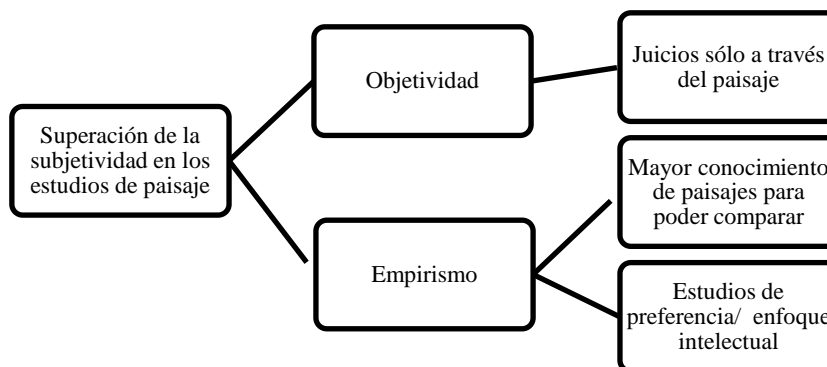 Superación de la
subjetividad en los
estudios de paisaje
Objetividad
Juicios sólo a través
del paisaje
Empirismo
Mayor conocimiento
de paisajes para
poder comparar
Estudios de
preferencia/ enfoque
intelectual